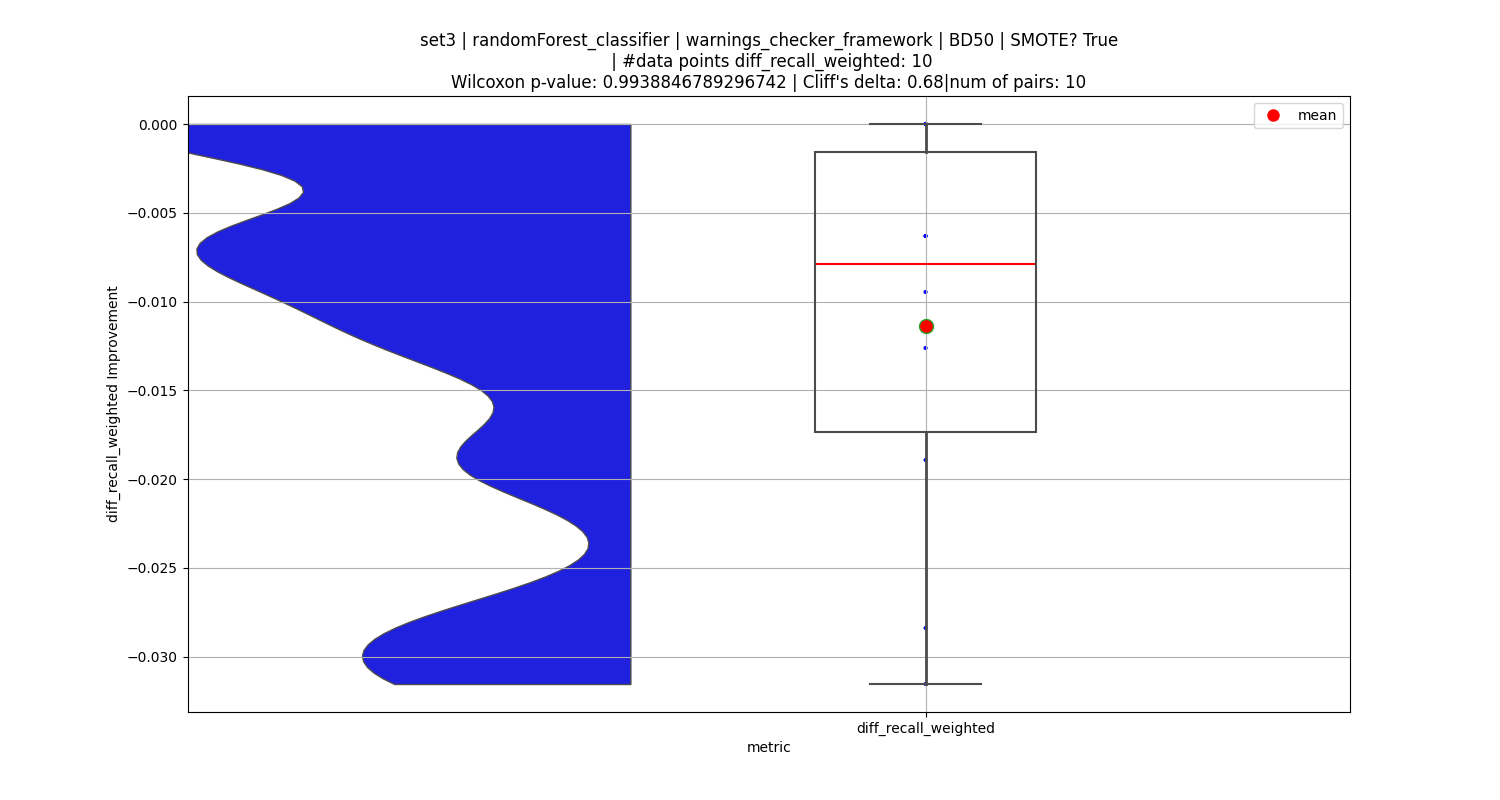 set3 | randomForest_classifier | warnings_checker_framework | BD50 | SMOTE? True
| #data points diff_recall_weighted: 10
Wilcoxon p-value: 0.9938846789296742 | Cliff's delta: 0.68|num of pairs: 10
mean
0.000
−0.005
−0.010
−0.015
−0.020
−0.025
−0.030
diff_recall_weighted Improvement
diff_recall_weighted
metric